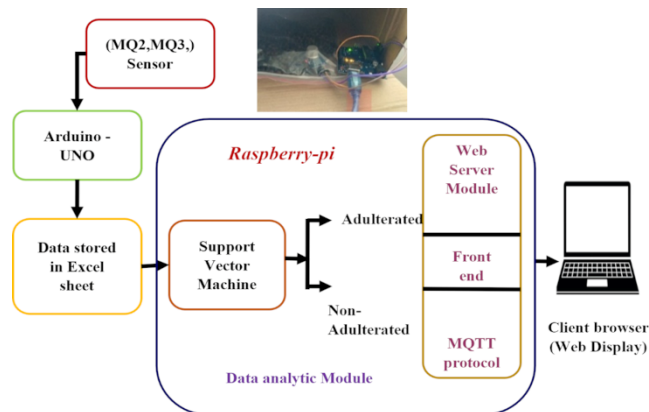 (MQ2,MQ3,)
Sensor
Arduino -
UNO
Data stored
in Excel
sheet
Raspberry-pi
Support
Vector
Machine
Adulterated
Non-
Adulterated
Data analytic Module
Web
Server
Module
Front
end
MQTT
protocol
Client browser
(Web Display)